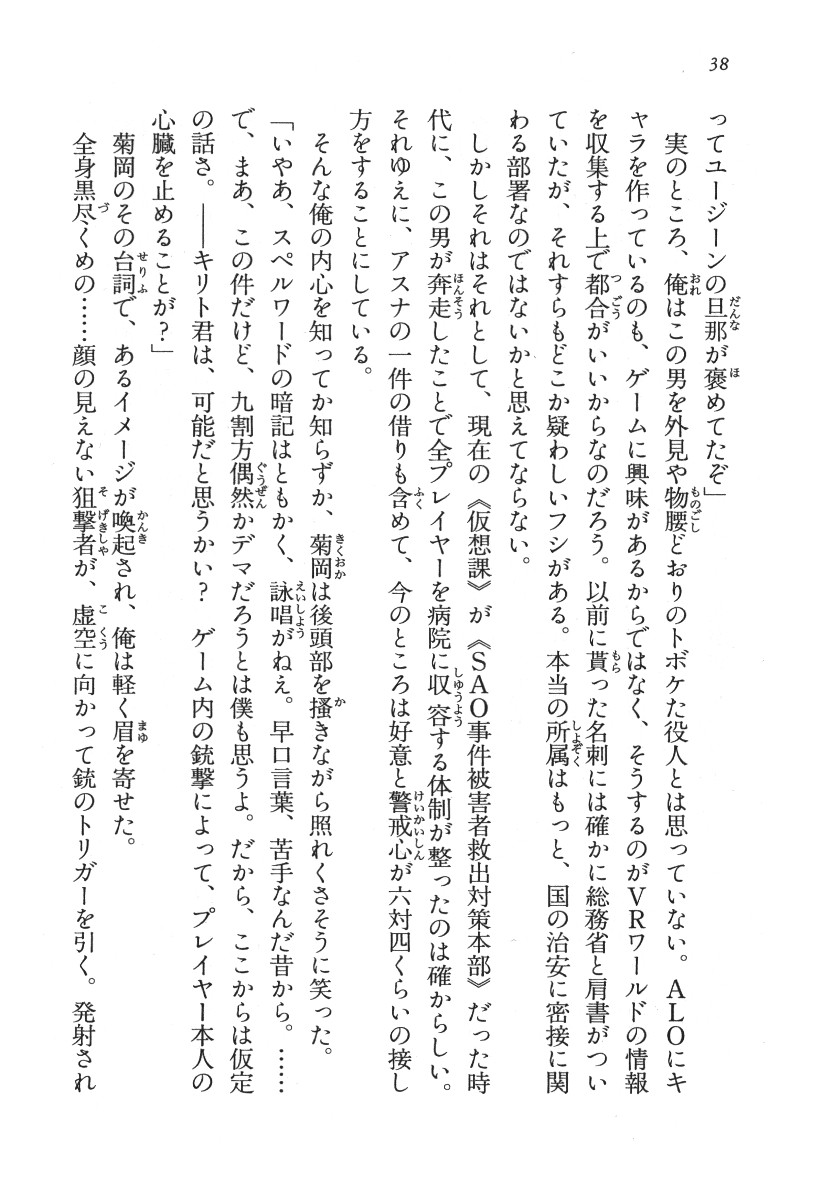 38
ってユージーンの旦那が褒めてたぞ」
　実のところ、俺はこの男を外見や物腰どおりのトボケた役人とは思っていない。ALOにキ
ャラを作っているのも、ゲームに興味があるからではなく、そうするのがVRワールドの情報
を収集する上で都合がいいからなのだろう。以前に貰った名刺には確かに総務省と肩書がつい
ていたが、それすらもどこか疑わしいフシがある。本当の所属はもっと、国の治安に密接に関
わる部署なのではないかと思えてならない。
　しかしそれはそれとして、現在の《仮想課》が《SAO事件被害者救出対策本部》だった時
代に、この男が奔走したことで全プレイヤーを病院に収容する体制が整ったのは確からしい。
それゆえに、アスナの一件の借りも含めて、今のところは好意と警戒心が六対四くらいの接し
方をすることにしている。
　そんな俺の内心を知ってか知らずか、菊岡は後頭部を掻きながら照れくさそうに笑った。
「いやあ、スペルワードの暗記はともかく、詠唱がねえ。早口言葉、苦手なんだ昔から。……
で、まあ、この件だけど、九割方偶然かデマだろうとは僕も思うよ。だから、ここからは仮定
の話さ。――キリト君は、可能だと思うかい？　ゲーム内の銃撃によって、プレイヤー本人の
心臓を止めることが？」
　菊岡のその台詞で、あるイメージが喚起され、俺は軽く眉を寄せた。
　全身黒尽くめの……顔の見えない狙撃者が、虚空に向かって銃のトリガーを引く。発射され